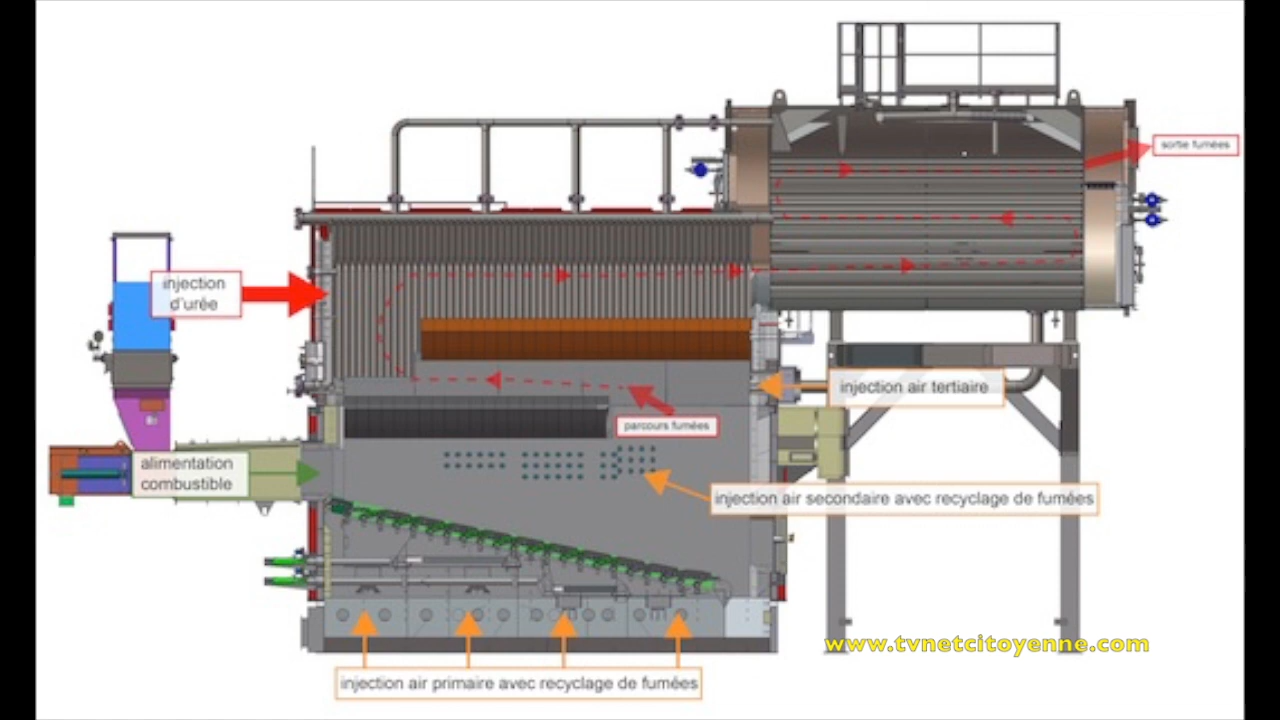 sortie fumées
injection
d'urée
injection air tertiaire
parcours fumées
alimentation
combustible
injection air secondaire avec recyclage de fumées
www.tvnetcitoyenne.com
injection air primaire avec recyclage de fumées